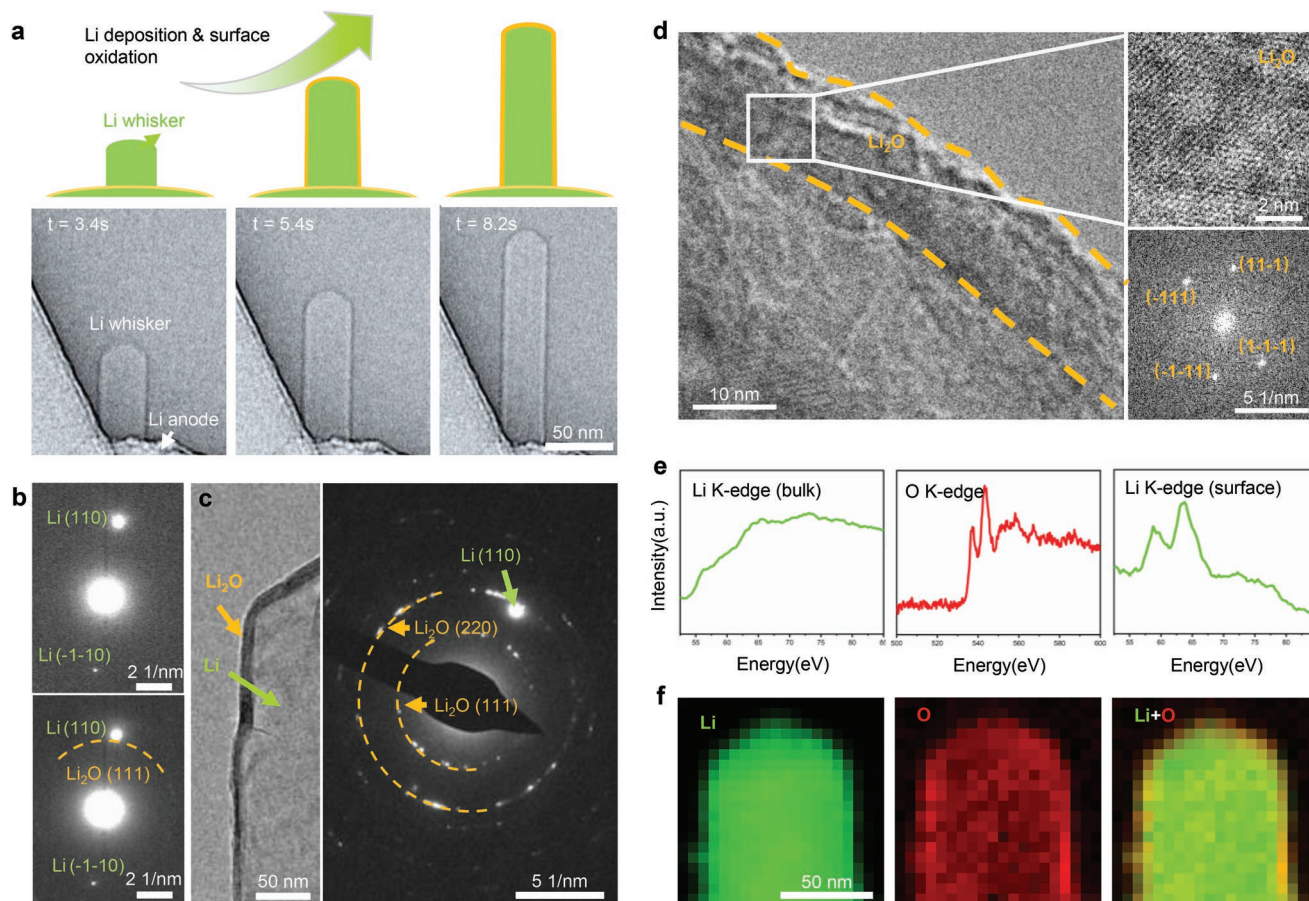 a
Li deposition & surface
oxidation
Li whisker
t = 3.4s
t = 5.4s
t = 8.2s
Li whisker
Li anode
50 nm
b
Li (110)
Li (-1-10)
2 1/nm
Li (110)
Li₂O (111)
Li (-1-10)
2 1/nm
c
Li₂O
Li
50 nm
Li (110)
Li₂O (220)
Li₂O (111)
5 1/nm
d
Li₂O
10 nm
Li₂O
2 nm
(11-1)
(-111)
(1-1-1)
(-1-11)
5 1/nm
e
Intensity(a.u.)
Li K-edge (bulk)
55 60 65 70 75 80 85
Energy(eV)
O K-edge
500 520 540 560 580 600
Energy(eV)
Li K-edge (surface)
55 60 65 70 75 80 85
Energy(eV)
f
Li
50 nm
O
Li+O